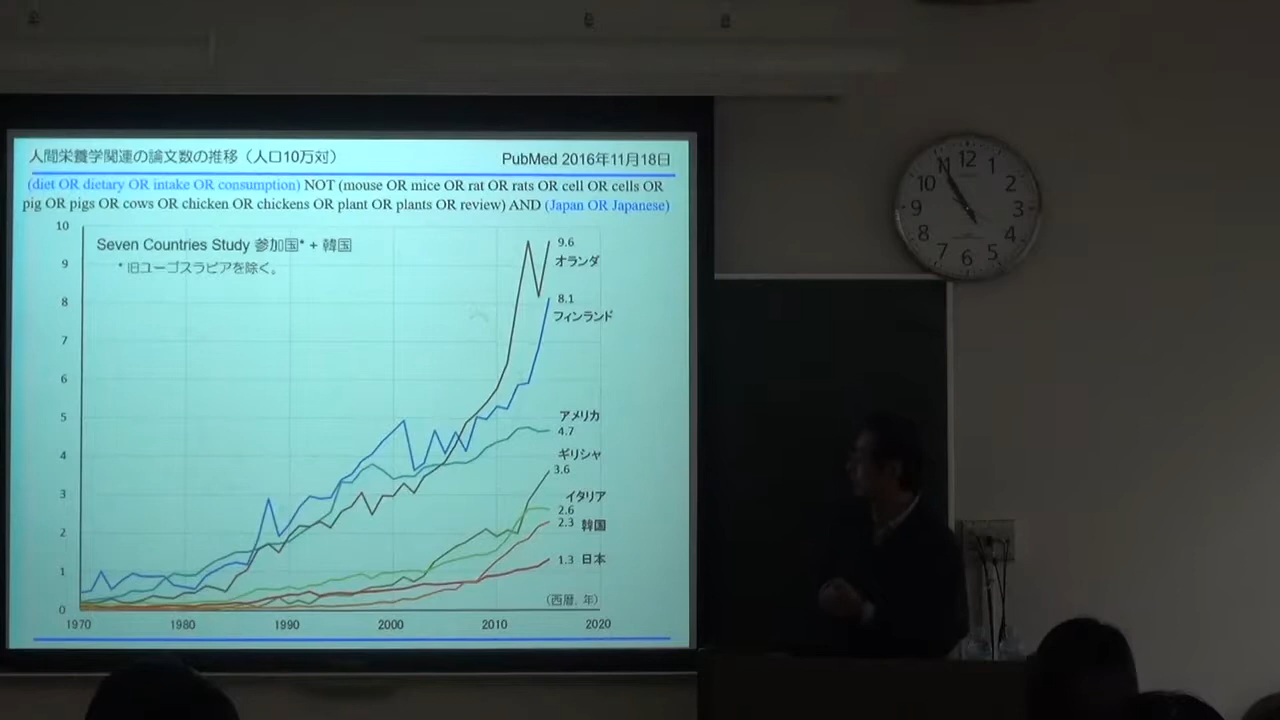 人間栄養学関連の論文数の推移（人口10万対）
PubMed 2016年11月18日
(diet OR dietary OR intake OR consumption) NOT (mouse OR mice OR rat OR rats OR cell OR cells OR
pig OR pigs OR cows OR chicken OR chickens OR plant OR plants OR review) AND (Japan OR Japanese)
Seven Countries Study 参加国* + 韓国
* 旧ユーゴスラビアを除く。
10
9
8
7
6
5
4
3
2
1
0
9.6
オランダ
8.1
フィンランド
アメリカ
4.7
ギリシャ
3.6
イタリア
2.6
2.3 韓国
1.3 日本
(西暦, 年)
1970 1980 1990 2000 2010 2020
11 12 1
10 2
9 3
8 4
7 6 5